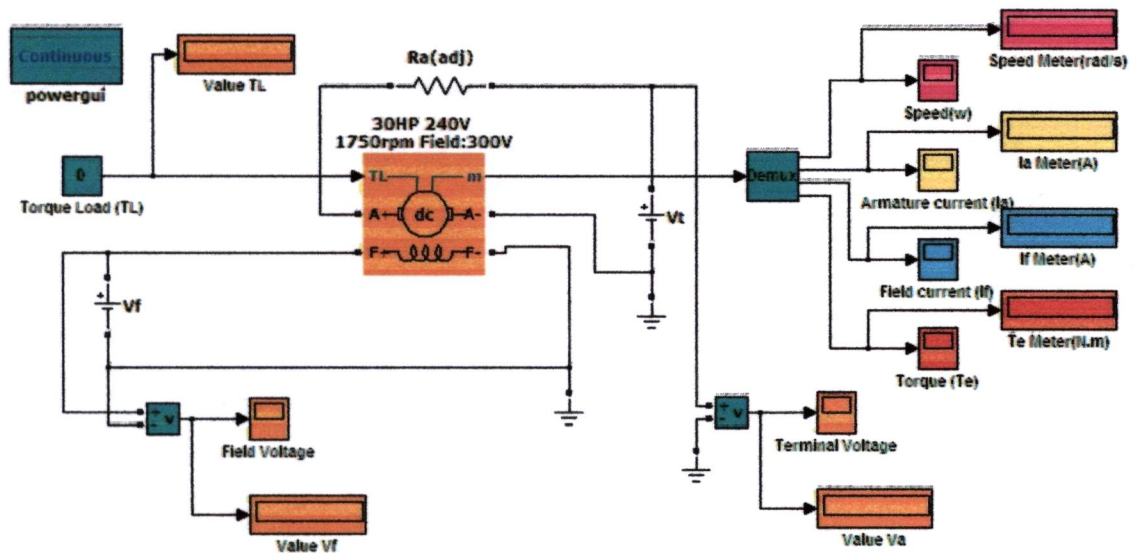 Continuous
powergui
Value TL
Ra(adj)
Speed Meter(rad/s)
Speed(w)
30HP 240V
1750rpm Field:300V
0
Torque Load (TL)
TL
m
A+
dc
A-
F+
F-
Demux
Ia Meter(A)
Armature current (Ia)
+
Vt
If Meter(A)
Field current (If)
+
Vf
Te Meter(N.m)
Torque (Te)
+
-
v
Field Voltage
Value Vf
+
-
v
Terminal Voltage
Value Va